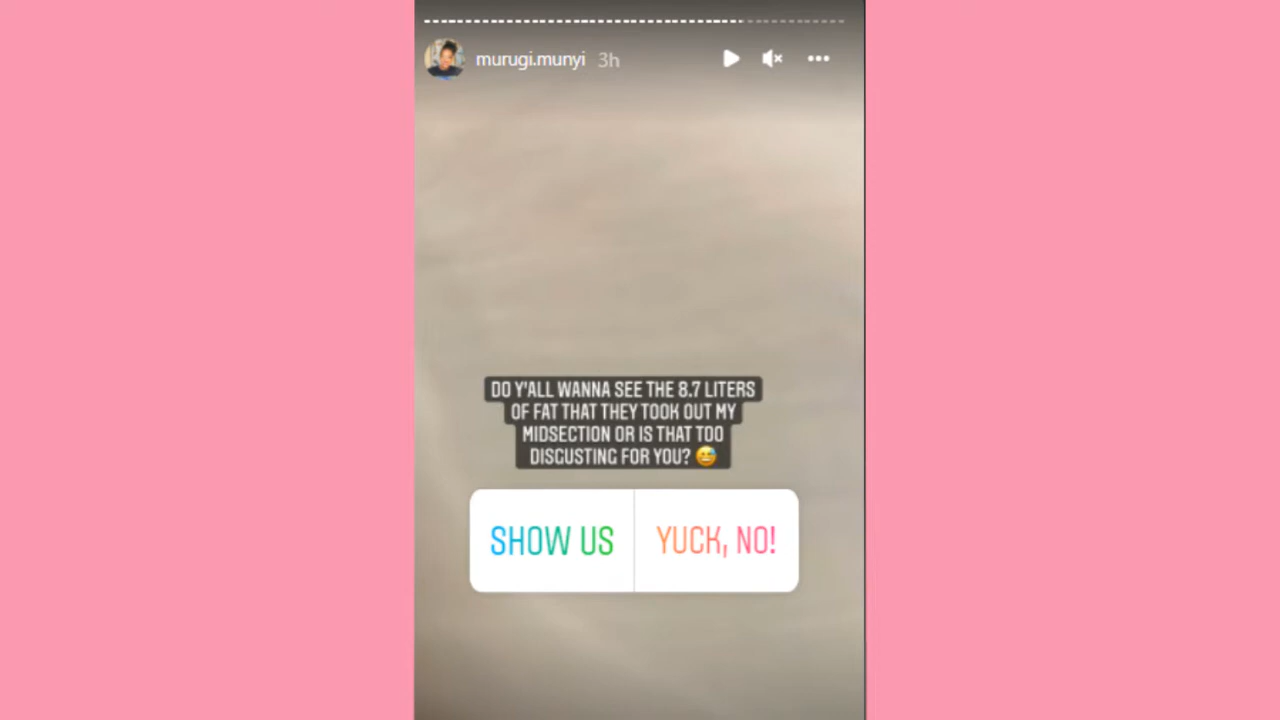 murugi.munyi 3h
DO Y'ALL WANNA SEE THE 8.7 LITERS
OF FAT THAT THEY TOOK OUT MY
MIDSECTION OR IS THAT TOO
DISGUSTING FOR YOU? 😅
SHOW US
YUCK, NO!